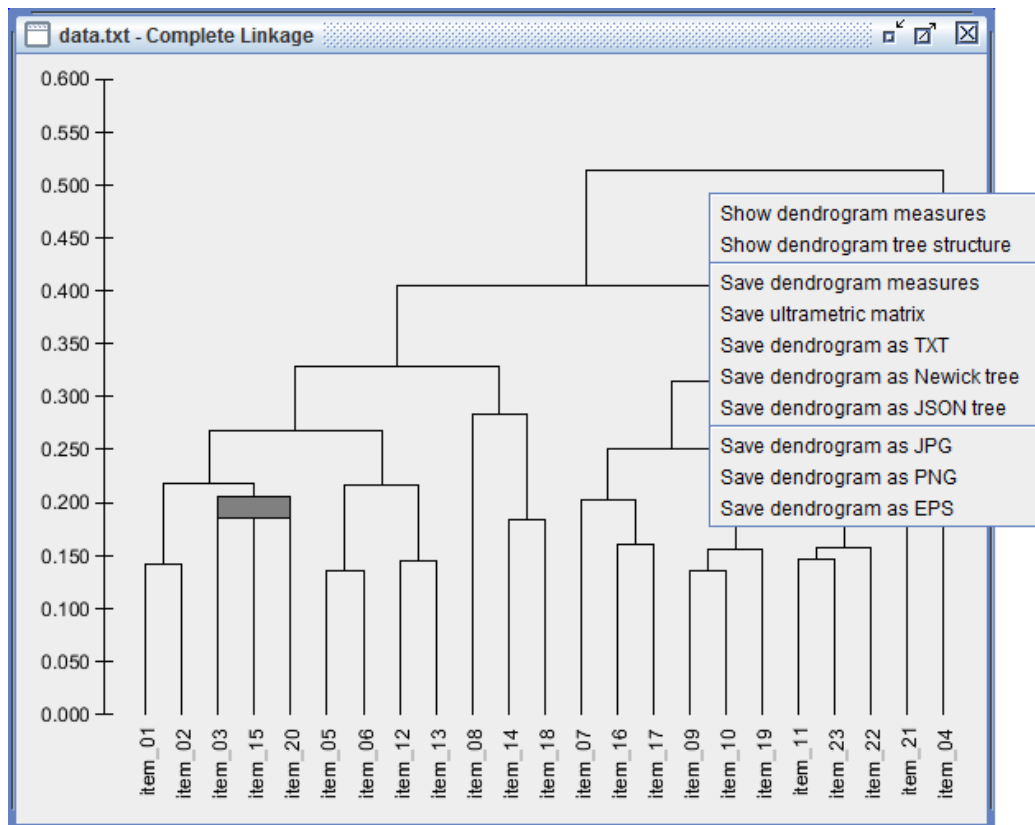 data.txt - Complete Linkage
0.600
0.550
0.500
0.450
0.400
0.350
0.300
0.250
0.200
0.150
0.100
0.050
0.000
Show dendrogram measures
Show dendrogram tree structure
Save dendrogram measures
Save ultrametric matrix
Save dendrogram as TXT
Save dendrogram as Newick tree
Save dendrogram as JSON tree
Save dendrogram as JPG
Save dendrogram as PNG
Save dendrogram as EPS
item_01
item_02
item_03
item_15
item_20
item_05
item_06
item_12
item_13
item_08
item_14
item_18
item_07
item_16
item_17
item_09
item_10
item_19
item_11
item_23
item_22
item_21
item_04